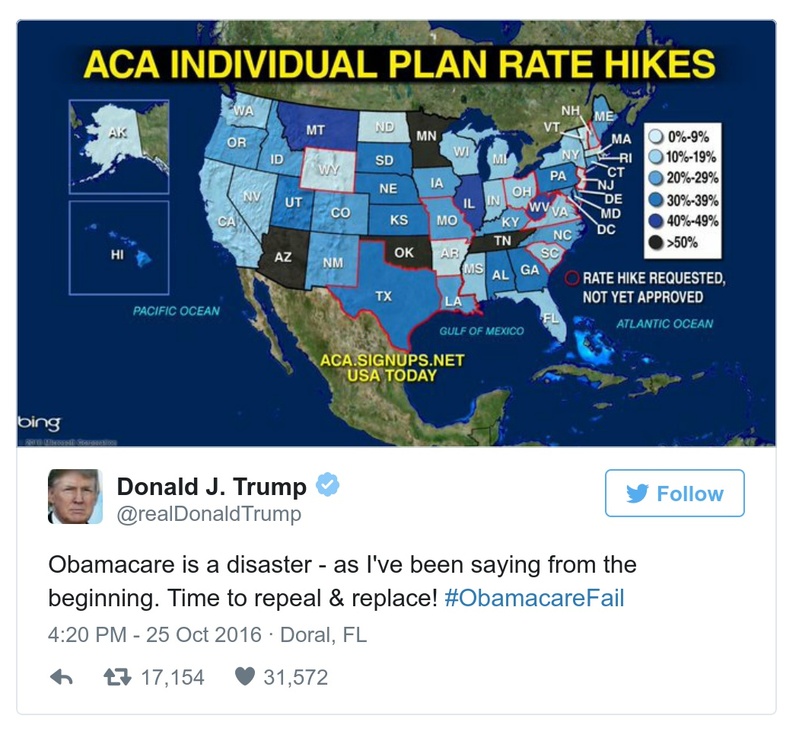 ACA INDIVIDUAL PLAN RATE HIKES
WA
MT
ND
MN
NH
VT
ME
MA
RI
CT
NJ
DE
MD
DC
AK
OR
ID
WY
SD
WI
MI
NY
PA
NV
UT
CO
NE
IA
IL
IN
OH
WV
VA
CA
KS
MO
KY
NC
AZ
NM
OK
AR
TN
SC
HI
TX
LA
MS
AL
GA
FL
0%-9%
10%-19%
20%-29%
30%-39%
40%-49%
>50%
RATE HIKE REQUESTED,
NOT YET APPROVED
PACIFIC OCEAN
GULF OF MEXICO
ATLANTIC OCEAN
ACA.SIGNUPS.NET
USA TODAY
bing
Donald J. Trump
@realDonaldTrump
Follow
Obamacare is a disaster - as I've been saying from the
beginning. Time to repeal & replace! #ObamacareFail
4:20 PM - 25 Oct 2016 · Doral, FL
17,154 31,572